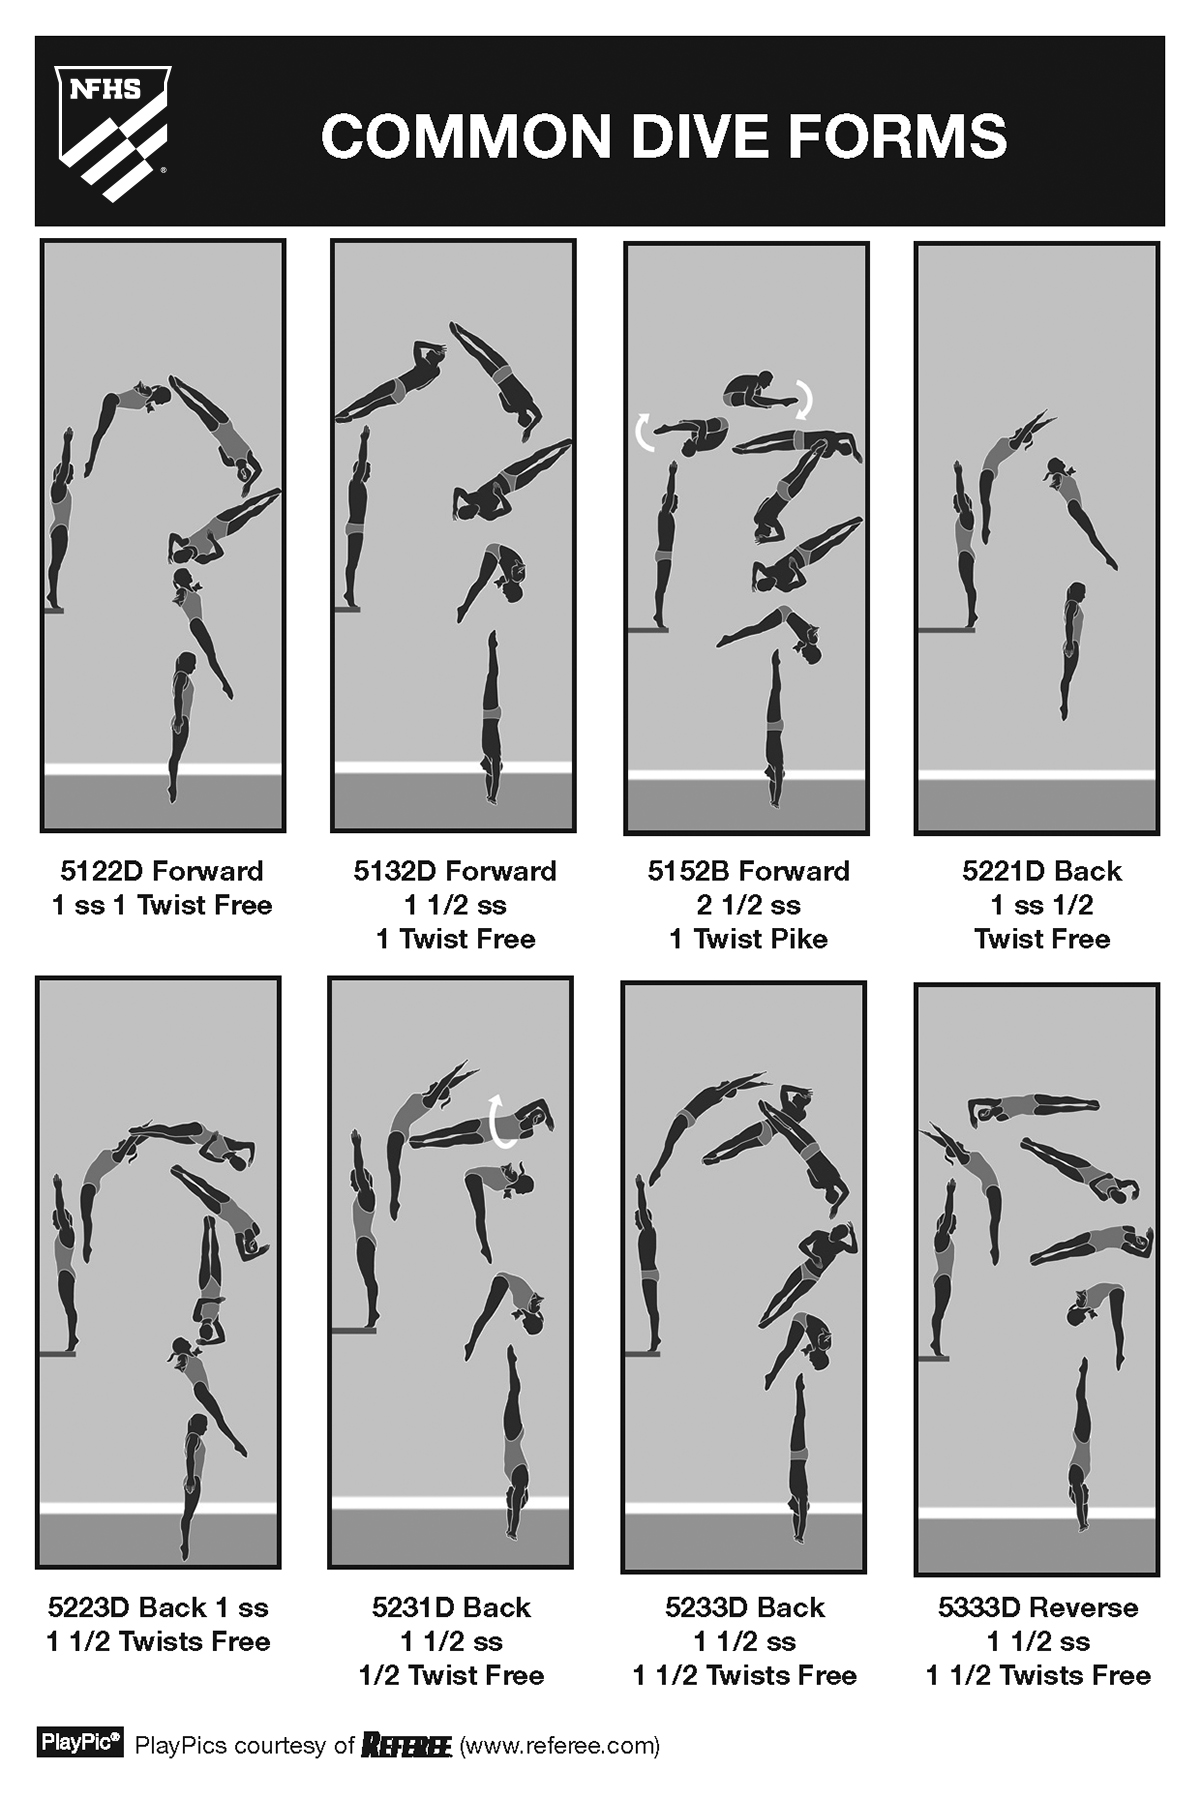 NFHS
®
COMMON DIVE FORMS
5122D Forward
1 ss 1 Twist Free
5132D Forward
1 1/2 ss
1 Twist Free
5152B Forward
2 1/2 ss
1 Twist Pike
5221D Back
1 ss 1/2
Twist Free
5223D Back 1 ss
1 1/2 Twists Free
5231D Back
1 1/2 ss
1/2 Twist Free
5233D Back
1 1/2 ss
1 1/2 Twists Free
5333D Reverse
1 1/2 ss
1 1/2 Twists Free
PlayPic® PlayPics courtesy of REFEREE (www.referee.com)